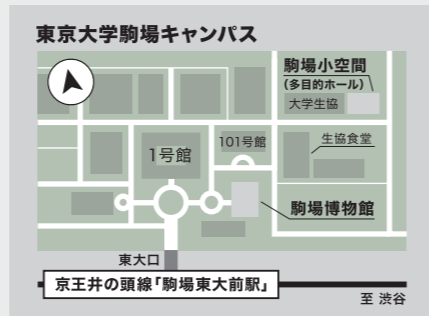 東京大学駒場キャンパス
駒場小空間
(多目的ホール)
大学生協
1号館
101号館
生協食堂
駒場博物館
東大口
京王井の頭線「駒場東大前駅」
至 渋谷